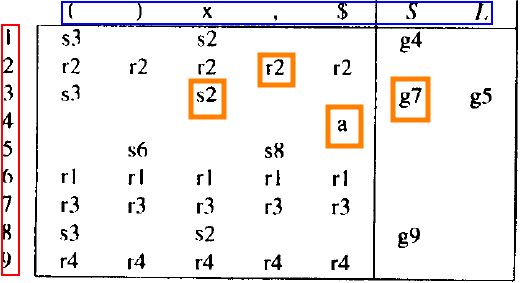 ( ) x , $ S L
1 s3 s2 g4
2 r2 r2 r2 r2 r2
3 s3 s2 g7 g5
4 a
5 s6 s8
6 r1 r1 r1 r1 r1
7 r3 r3 r3 r3 r3
8 s3 s2 g9
9 r4 r4 r4 r4 r4